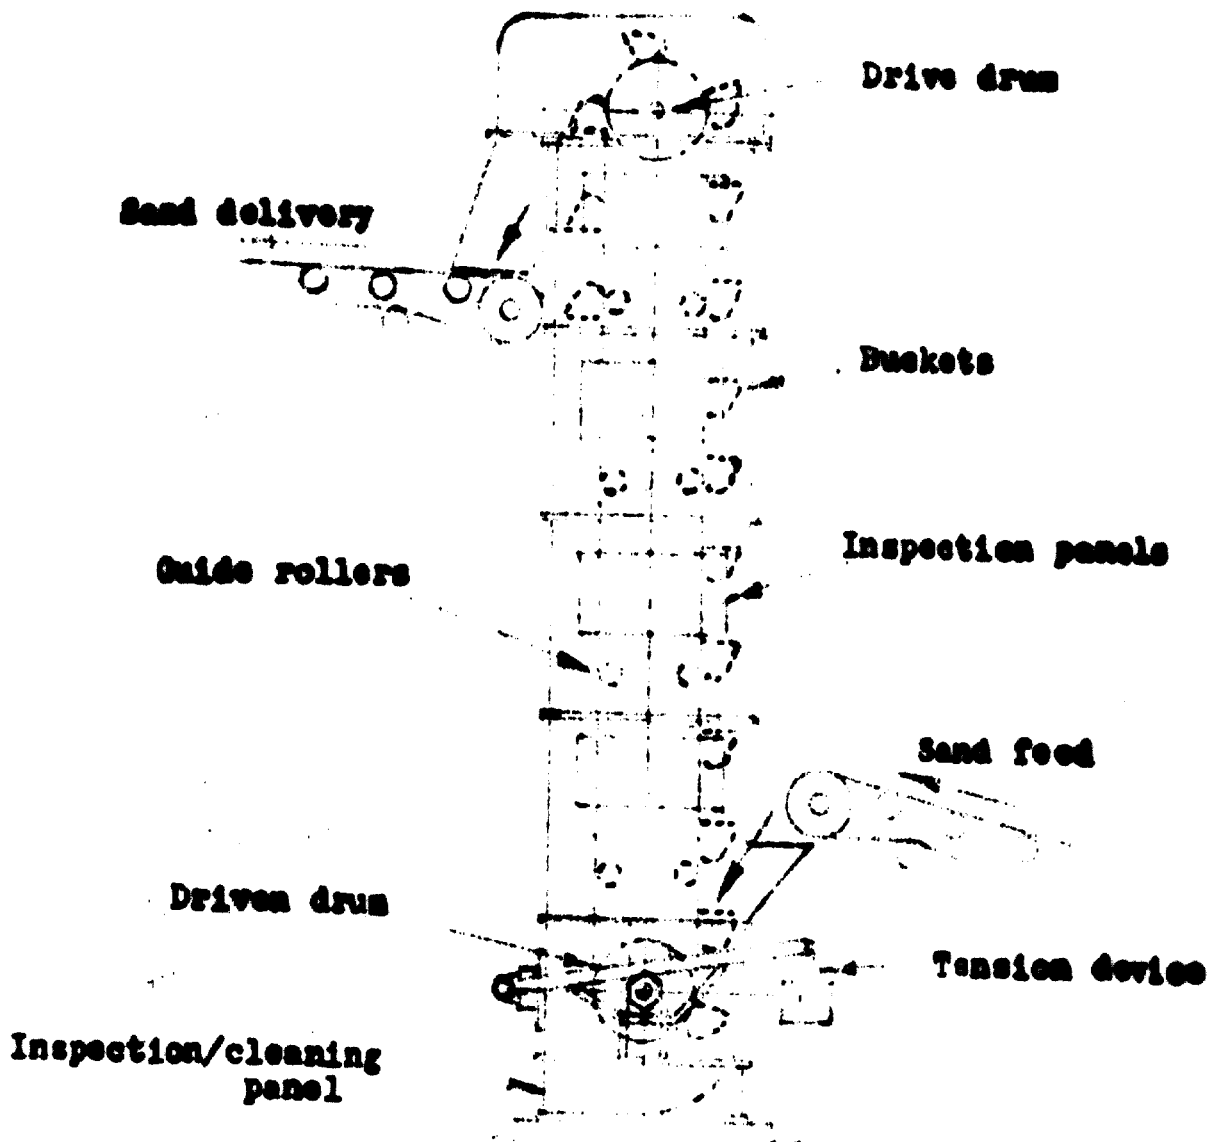 Drive drum
Sand delivery
Buckets
Inspection panels
Guide rollers
Sand feed
Driven drum
Tension device
Inspection/cleaning
panel